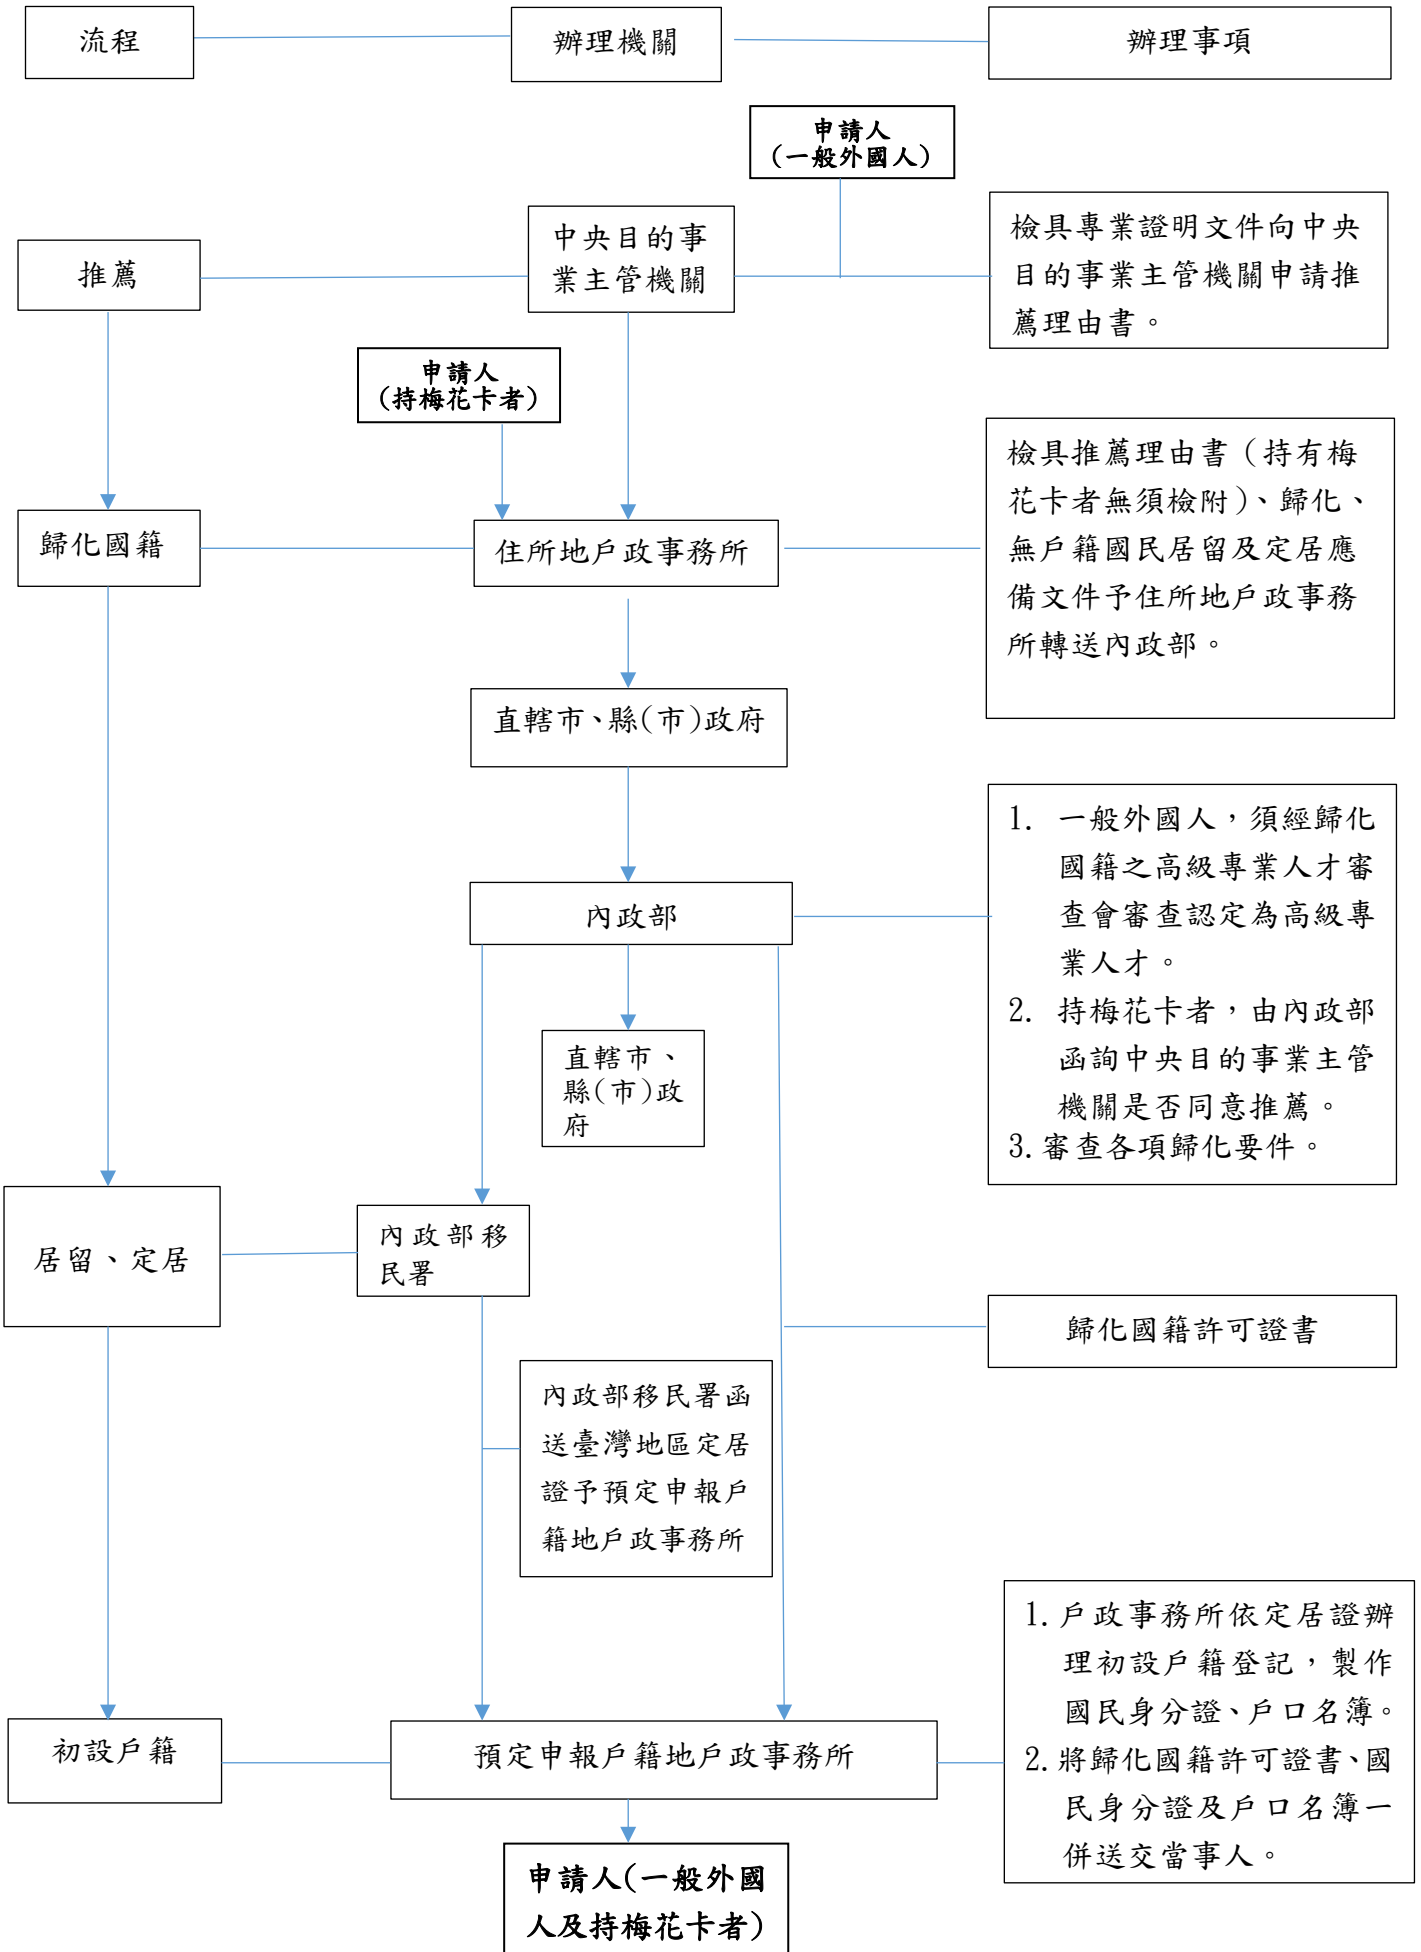 流程
辦理機關
辦理事項
申請人
(一般外國人)
推薦
中央目的事
業主管機關
檢具專業證明文件向中央
目的事業主管機關申請推
薦理由書。
申請人
(持梅花卡者)
歸化國籍
住所地戶政事務所
檢具推薦理由書(持有梅
花卡者無須檢附)、歸化、
無戶籍國民居留及定居應
備文件予住所地戶政事務
所轉送內政部。
直轄市、縣(市)政府
內政部
1. 一般外國人,須經歸化
國籍之高級專業人才審
查會審查認定為高級專
業人才。
2. 持梅花卡者,由內政部
函詢中央目的事業主管
機關是否同意推薦。
3.審查各項歸化要件。
直轄市、
縣(市)政
府
居留、定居
內政部移
民署
歸化國籍許可證書
內政部移民署函
送臺灣地區定居
證予預定申報戶
籍地戶政事務所
初設戶籍
預定申報戶籍地戶政事務所
1.戶政事務所依定居證辦
理初設戶籍登記,製作
國民身分證、戶口名簿。
2.將歸化國籍許可證書、國
民身分證及戶口名簿一
併送交當事人。
申請人(一般外國
人及持梅花卡者)